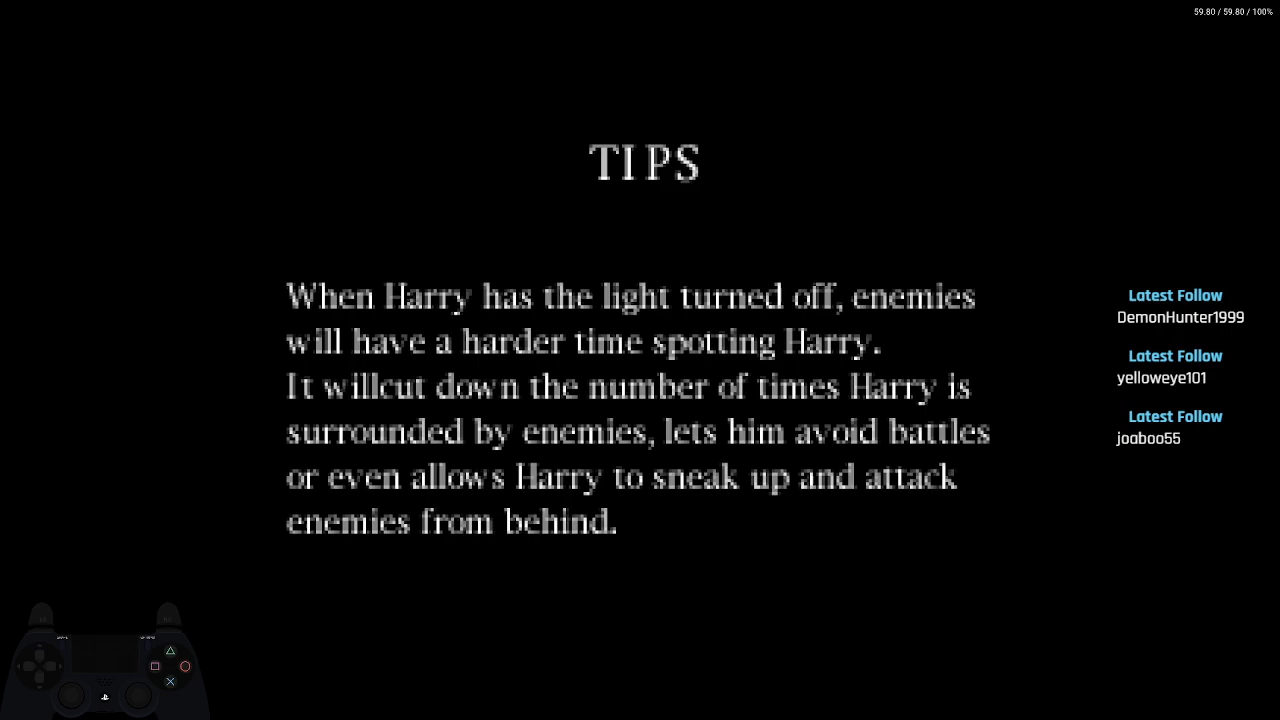 59.80 / 59.80 / 100%
TIPS
When Harry has the light turned off, enemies
will have a harder time spotting Harry.
It willcut down the number of times Harry is
surrounded by enemies, lets him avoid battles
or even allows Harry to sneak up and attack
enemies from behind.
Latest Follow
DemonHunter1999
Latest Follow
yelloweye101
Latest Follow
joaboo55